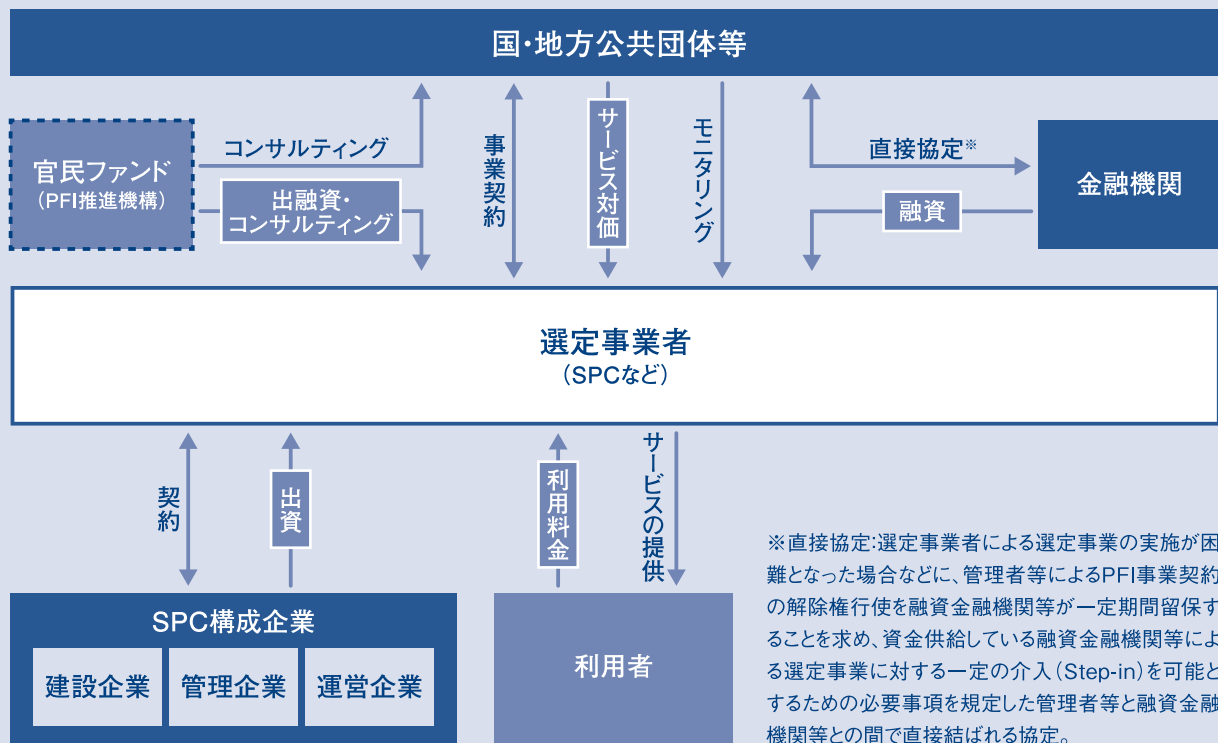 国・地方公共団体等
官民ファンド
（PFI推進機構）
コンサルティング
出融資・
コンサルティング
事業契約
サービス対価
モニタリング
直接協定※
融資
金融機関
選定事業者
（SPCなど）
契約
出資
利用料金
サービスの提供
SPC構成企業
建設企業
管理企業
運営企業
利用者
※直接協定:選定事業者による選定事業の実施が困
難となった場合などに、管理者等によるPFI事業契約
の解除権行使を融資金融機関等が一定期間留保す
ることを求め、資金供給している融資金融機関等によ
る選定事業に対する一定の介入（Step-in）を可能と
するための必要事項を規定した管理者等と融資金融
機関等との間で直接結ばれる協定。